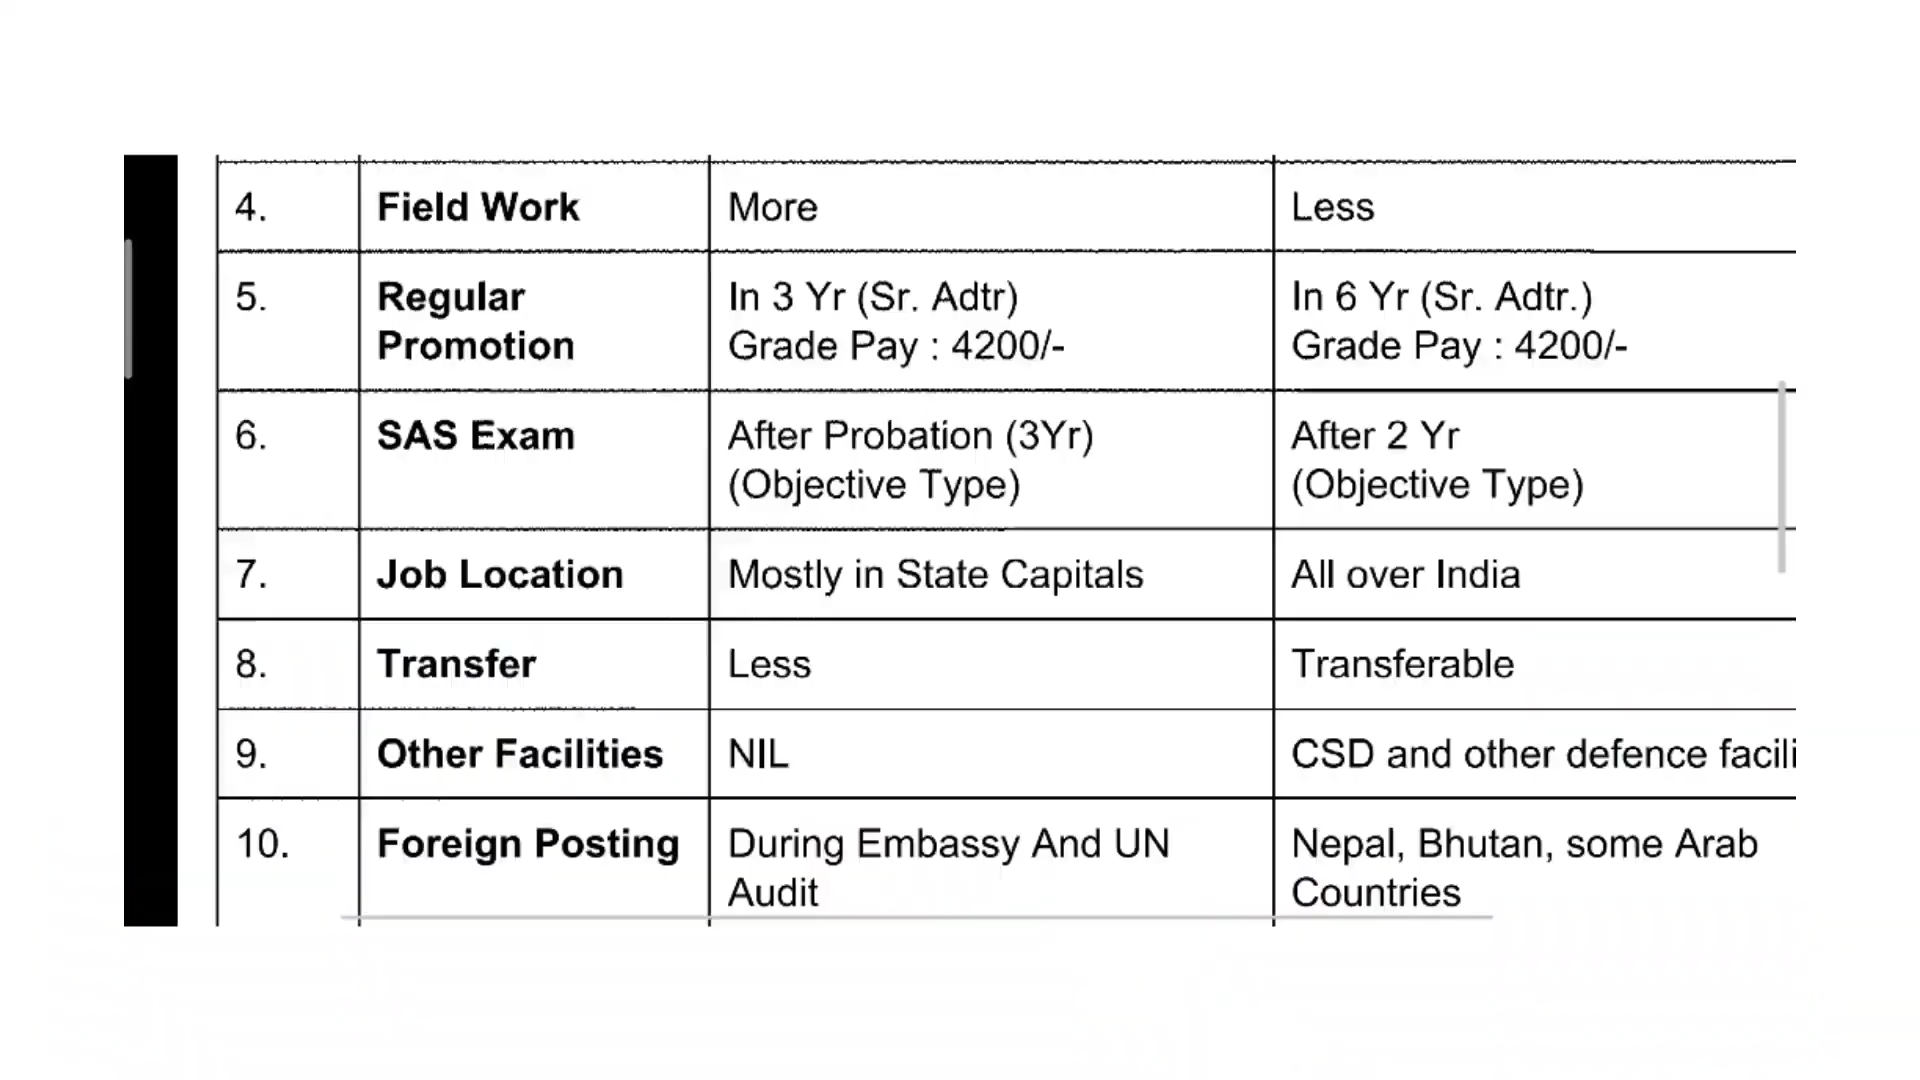 4. Field Work More Less
5. Regular In 3 Yr (Sr. Adtr) In 6 Yr (Sr. Adtr.)
Promotion Grade Pay : 4200/- Grade Pay : 4200/-
6. SAS Exam After Probation (3Yr) After 2 Yr
(Objective Type) (Objective Type)
7. Job Location Mostly in State Capitals All over India
8. Transfer Less Transferable
9. Other Facilities NIL CSD and other defence facili
10. Foreign Posting During Embassy And UN Nepal, Bhutan, some Arab
Audit Countries